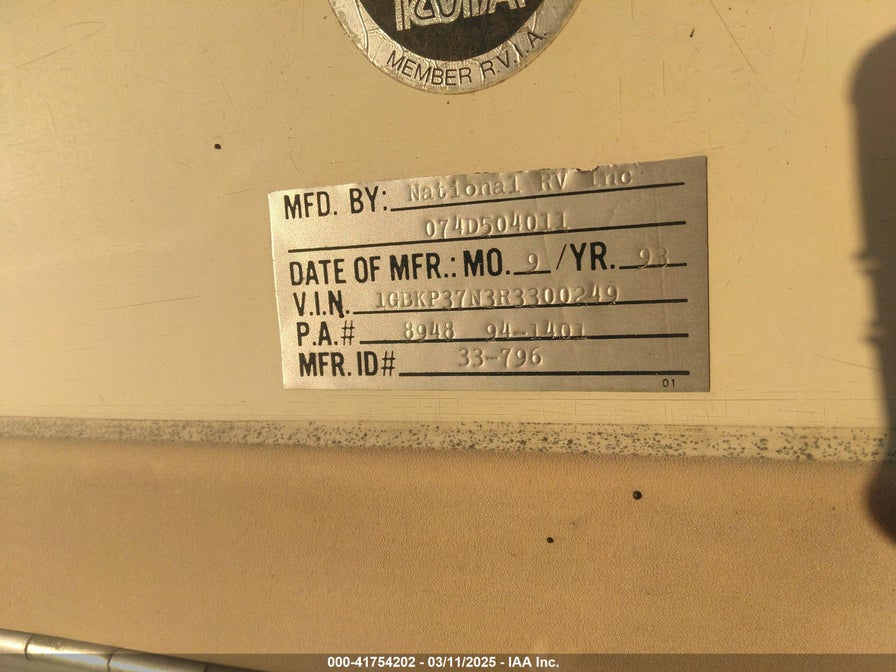 MEMBER R.V.I.A.
MFD. BY: National RV Inc
074D504011
DATE OF MFR.: MO. 9 /YR. 93
V.I.N. 1GBKP37N3R3300249
P.A.# 8948 94-1401
MFR. ID# 33-796
01
000-41754202 - 03/11/2025 - IAA Inc.